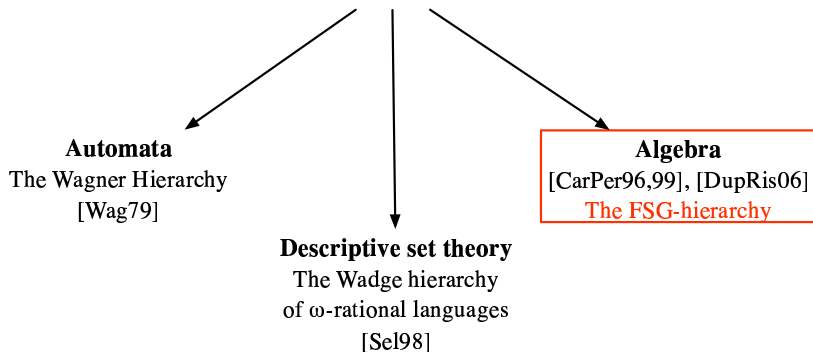 Automata
The Wagner Hierarchy
[Wag79]
Descriptive set theory
The Wadge hierarchy
of ω-rational languages
[Sel98]
Algebra
[CarPer96,99], [DupRis06]
The FSG-hierarchy